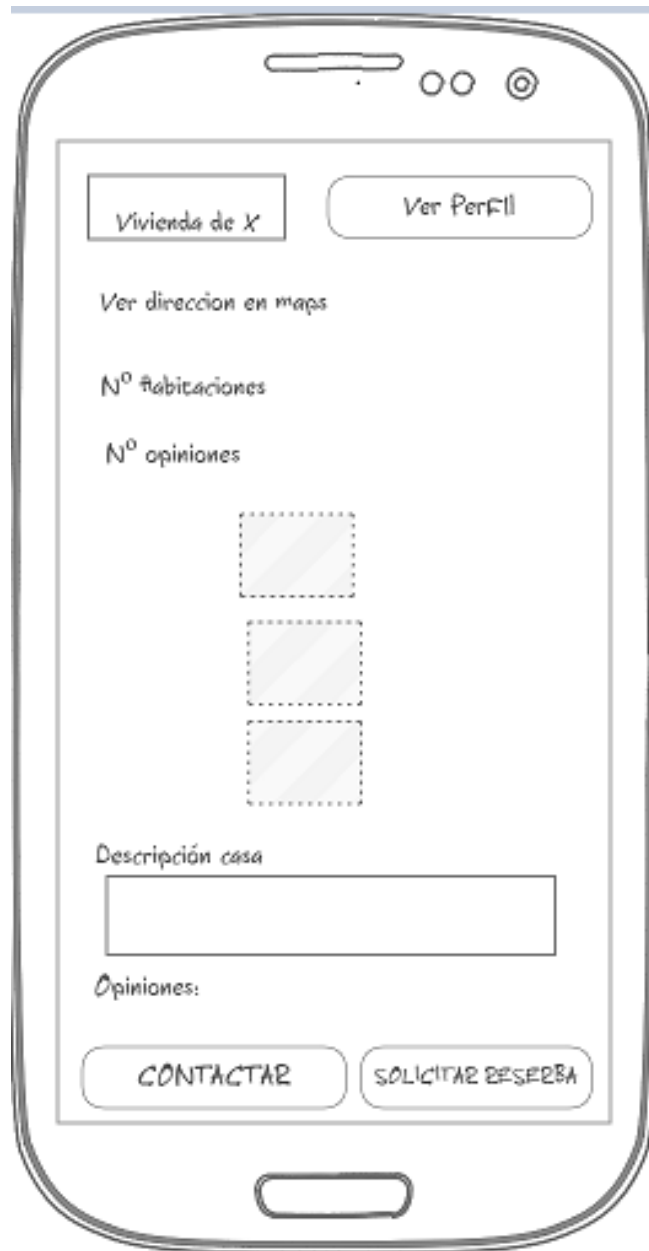 Vivienda de X
Ver Perfil
Ver direccion en maps
Nº Habitaciones
Nº opiniones
Descripción casa
Opiniones:
CONTACTAR
SOLICITAR RESERBA